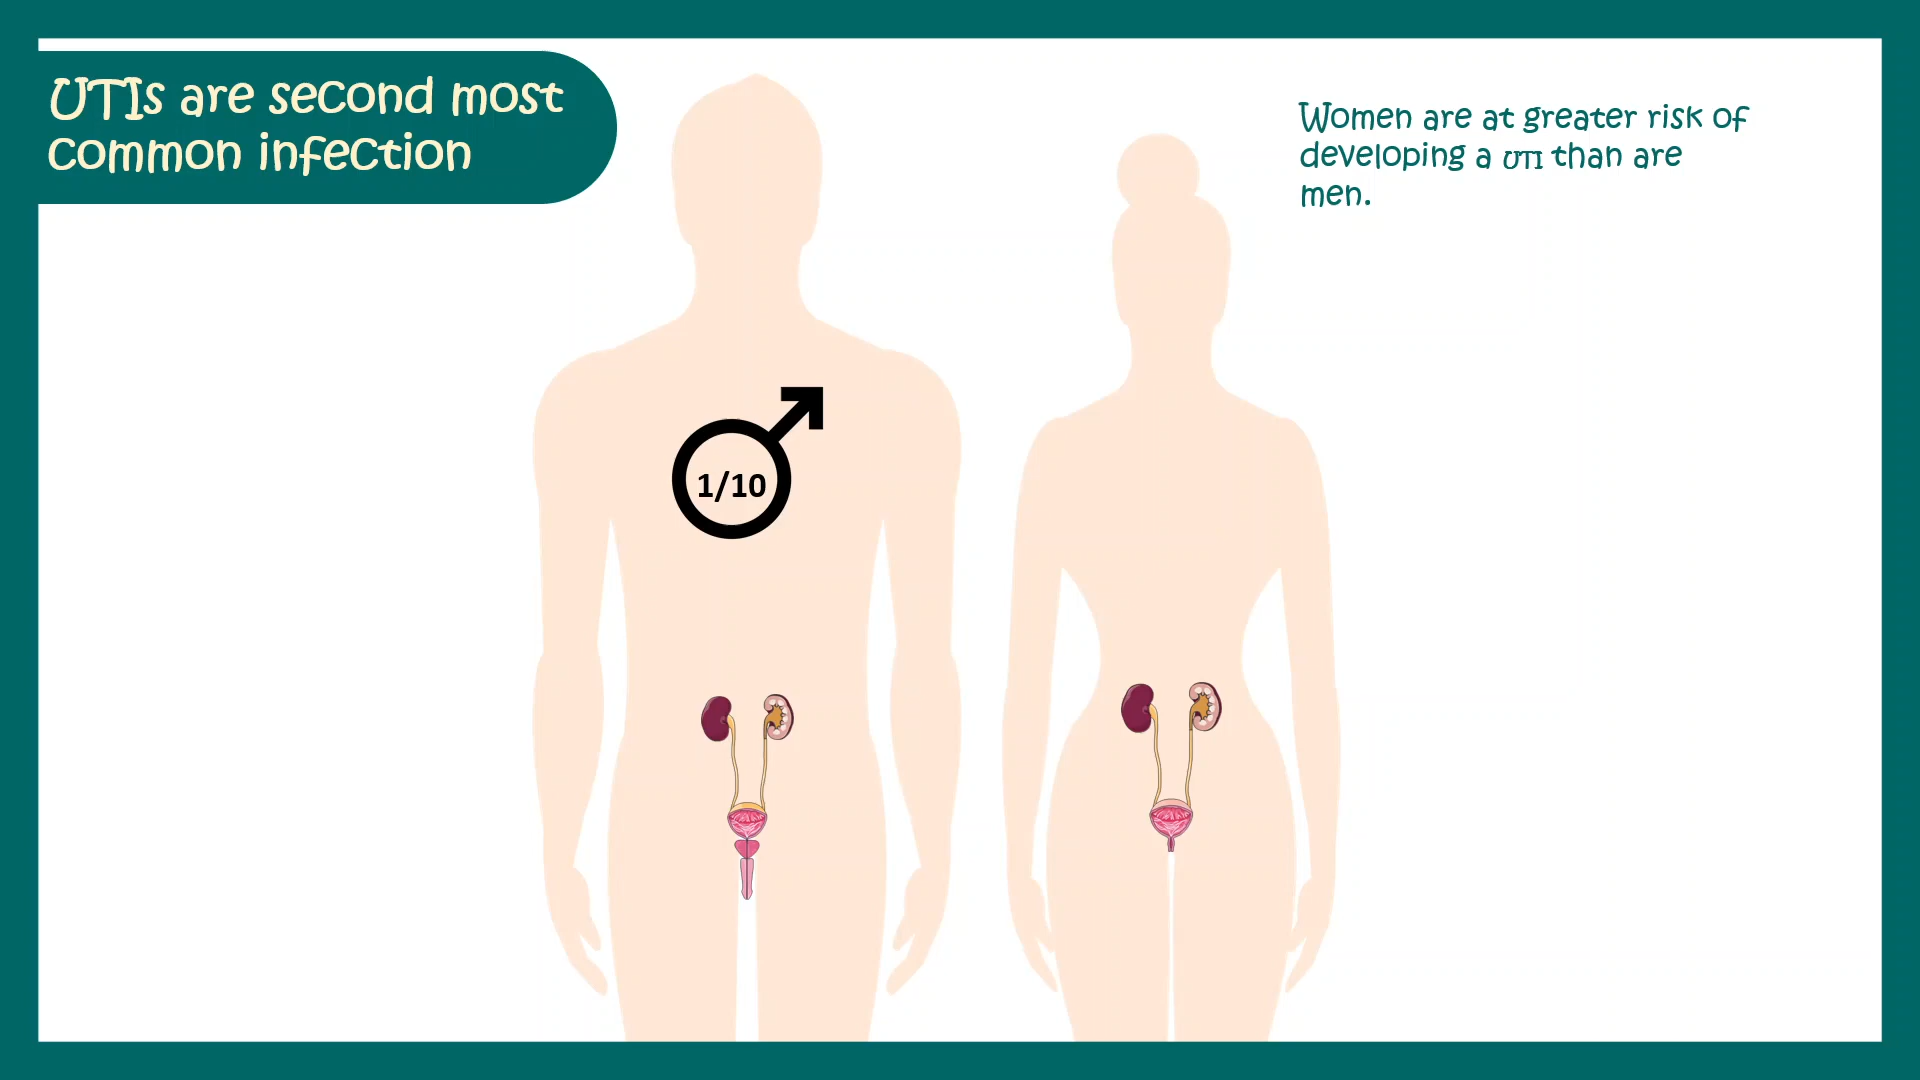 UTIs are second most
common infection
Women are at greater risk of
developing a UTI than are
men.
1/10